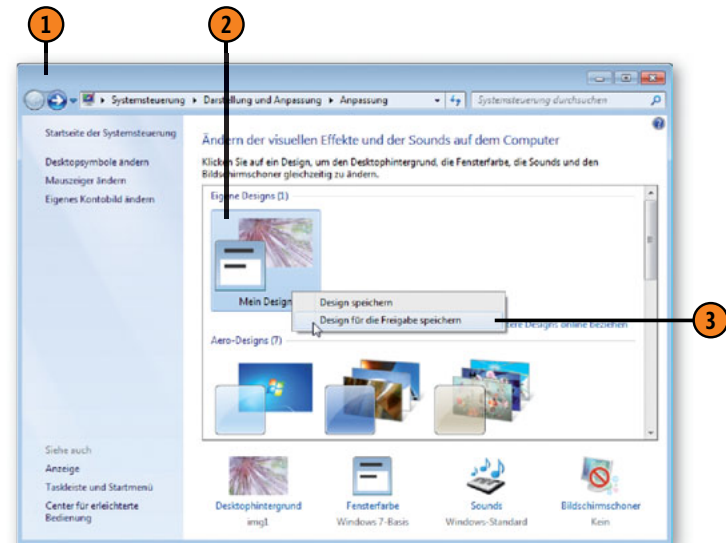 1
2
Systemsteuerung ▸ Darstellung und Anpassung ▸ Anpassung
Systemsteuerung durchsuchen
Startseite der Systemsteuerung
Desktopsymbole ändern
Mauszeiger ändern
Eigenes Kontobild ändern
Ändern der visuellen Effekte und der Sounds auf dem Computer
Klicken Sie auf ein Design, um den Desktophintergrund, die Fensterfarbe, die Sounds und den
Bildschirmschoner gleichzeitig zu ändern.
Eigene Designs (1)
Mein Design
Design speichern
Design für die Freigabe speichern
3
Designs online beziehen
Aero-Designs (7)
Siehe auch
Anzeige
Taskleiste und Startmenü
Center für erleichterte
Bedienung
Desktophintergrund
img1
Fensterfarbe
Windows 7-Basis
Sounds
Windows-Standard
Bildschirmschoner
Kein